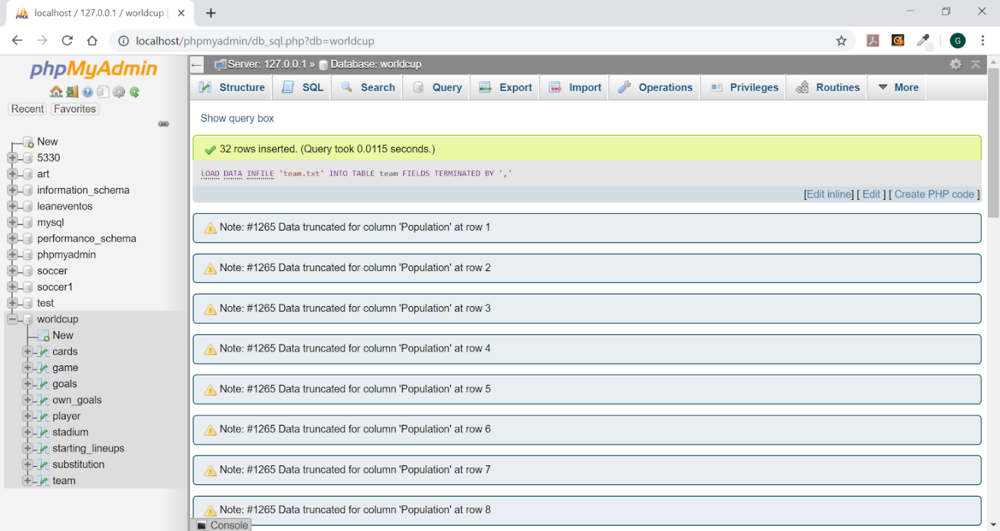 localhost / 127.0.0.1 / worldcup |
localhost/phpmyadmin/db_sql.php?db=worldcup
G
phpMyAdmin
Recent Favorites
New
5330
art
information_schema
leaneventos
mysql
performance_schema
phpmyadmin
soccer
soccer1
test
worldcup
New
cards
game
goals
own_goals
player
stadium
starting_lineups
substitution
team
Server: 127.0.0.1 » Database: worldcup
Structure SQL Search Query Export Import Operations Privileges Routines More
Show query box
32 rows inserted. (Query took 0.0115 seconds.)
LOAD DATA INFILE 'team.txt' INTO TABLE team FIELDS TERMINATED BY ','
[Edit inline] [ Edit ] [ Create PHP code ]
Note: #1265 Data truncated for column 'Population' at row 1
Note: #1265 Data truncated for column 'Population' at row 2
Note: #1265 Data truncated for column 'Population' at row 3
Note: #1265 Data truncated for column 'Population' at row 4
Note: #1265 Data truncated for column 'Population' at row 5
Note: #1265 Data truncated for column 'Population' at row 6
Note: #1265 Data truncated for column 'Population' at row 7
Note: #1265 Data truncated for column 'Population' at row 8
Console